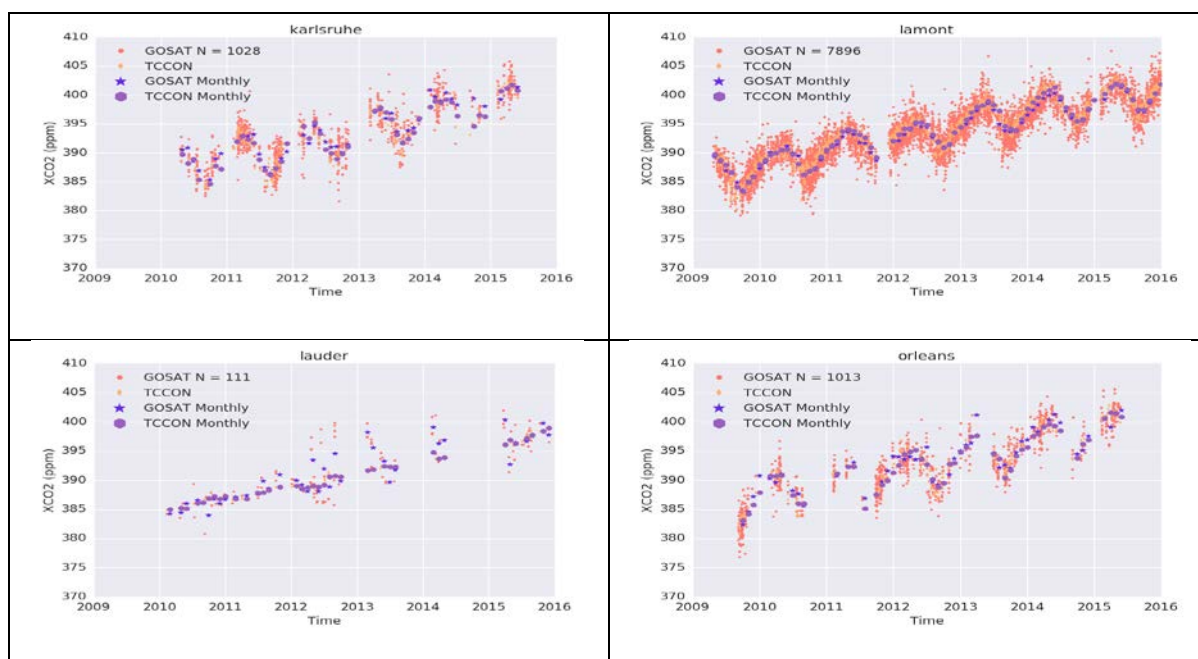 karlsruhe
410
405
400
395
390
385
380
375
370
XCO2 (ppm)
GOSAT N = 1028
TCCON
GOSAT Monthly
TCCON Monthly
2009 2010 2011 2012 2013 2014 2015 2016
Time
lamont
410
405
400
395
390
385
380
375
370
XCO2 (ppm)
GOSAT N = 7896
TCCON
GOSAT Monthly
TCCON Monthly
2009 2010 2011 2012 2013 2014 2015 2016
Time
lauder
410
405
400
395
390
385
380
375
370
XCO2 (ppm)
GOSAT N = 111
TCCON
GOSAT Monthly
TCCON Monthly
2009 2010 2011 2012 2013 2014 2015 2016
Time
orleans
410
405
400
395
390
385
380
375
370
XCO2 (ppm)
GOSAT N = 1013
TCCON
GOSAT Monthly
TCCON Monthly
2009 2010 2011 2012 2013 2014 2015 2016
Time